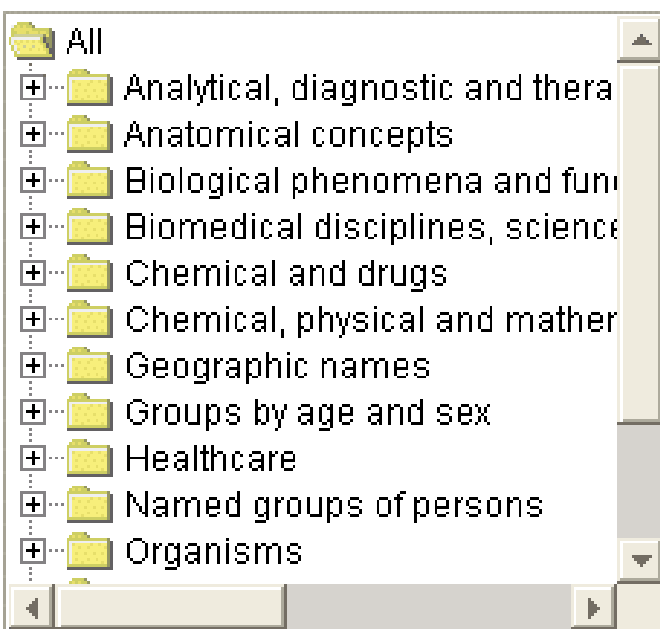 All
Analytical, diagnostic and thera
Anatomical concepts
Biological phenomena and fun
Biomedical disciplines, science
Chemical and drugs
Chemical, physical and mather
Geographic names
Groups by age and sex
Healthcare
Named groups of persons
Organisms